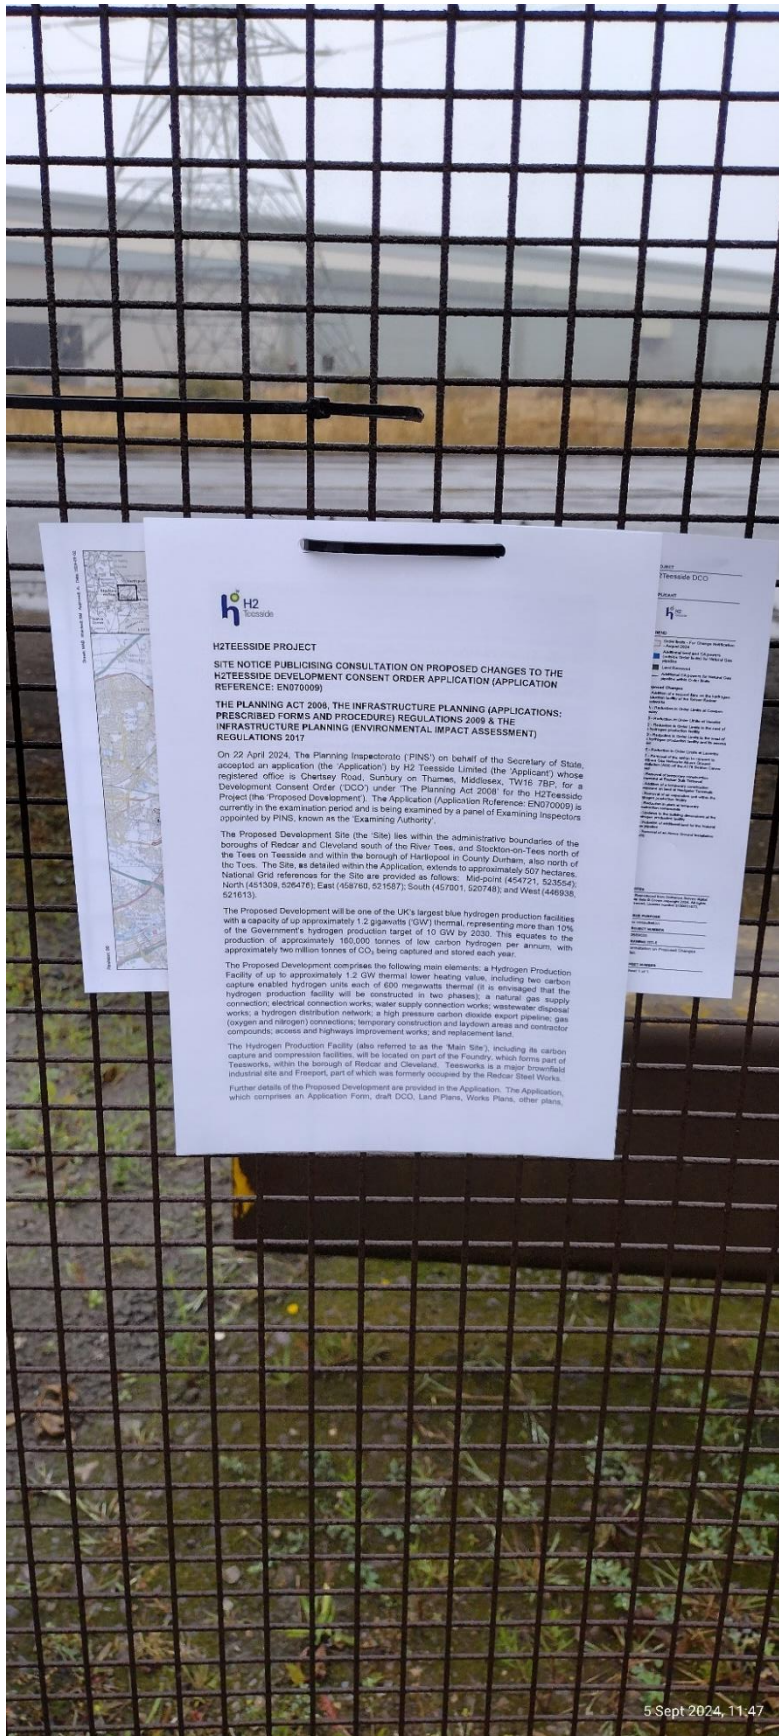 H2
Teesside
H2TEESSIDE PROJECT
SITE NOTICE PUBLICISING CONSULTATION ON PROPOSED CHANGES TO THE
H2TEESSIDE DEVELOPMENT CONSENT ORDER APPLICATION (APPLICATION
REFERENCE: EN070009)
THE PLANNING ACT 2008, THE INFRASTRUCTURE PLANNING (APPLICATIONS:
PRESCRIBED FORMS AND PROCEDURE) REGULATIONS 2009 & THE
INFRASTRUCTURE PLANNING (ENVIRONMENTAL IMPACT ASSESSMENT)
REGULATIONS 2017
On 22 April 2024, The Planning Inspectorate ('PINS') on behalf of the Secretary of State,
accepted an application (the 'Application') by H2 Teesside Limited (the 'Applicant') whose
registered office is Chertsey Road, Sunbury on Thames, Middlesex, TW16 7BP, for a
Development Consent Order ('DCO') under 'The Planning Act 2008' for the H2Teesside
Project (the 'Proposed Development'). The Application (Application Reference: EN070009) is
currently in the examination period and is being examined by a panel of Examining Inspectors
appointed by PINS, known as the 'Examining Authority'.
The Proposed Development Site (the 'Site') lies within the administrative boundaries of the
boroughs of Redcar and Cleveland south of the River Tees, and Stockton-on-Tees north of
the Tees on Teesside and within the borough of Hartlepool in County Durham, also north of
the Tees. The Site, as detailed within the Application, extends to approximately 507 hectares.
National Grid references for the Site are provided as follows: Mid-point (454721, 523554);
North (451309, 526476); East (458760, 521587); South (457001, 520748); and West (446938,
521613).
The Proposed Development will be one of the UK's largest blue hydrogen production facilities
with a capacity of up to approximately 1.2 gigawatts ('GW') thermal, representing more than 10%
of the Government's hydrogen production target of 10 GW by 2030. This equates to the
production of approximately 160,000 tonnes of low carbon hydrogen per annum, with
approximately two million tonnes of CO₂ being captured and stored each year.
The Proposed Development comprises the following main elements: a Hydrogen Production
Facility of up to approximately 1.2 GW thermal lower heating value, including two carbon
capture enabled hydrogen units each of 600 megawatts thermal (it is envisaged that the
hydrogen production facility will be constructed in two phases); a natural gas supply
connection; electrical connection works; water supply connection works; wastewater disposal
works; a hydrogen distribution network; a high pressure carbon dioxide export pipeline; gas
(oxygen and nitrogen) connections; temporary construction and laydown areas and contractor
compounds; access and highways improvement works; and replacement land.
The Hydrogen Production Facility (also referred to as the 'Main Site'), including its carbon
capture and compression facilities, will be located on part of the Foundry, which forms part of
Teesworks, within the borough of Redcar and Cleveland. Teesworks is a major brownfield
industrial site and Freeport, part of which was formerly occupied by the Redcar Steel Works.
Further details of the Proposed Development are provided in the Application. The Application,
which comprises an Application Form, draft DCO, Land Plans, Works Plans, other plans,
Teesside DCO
H2
5 Sept 2024, 11:47